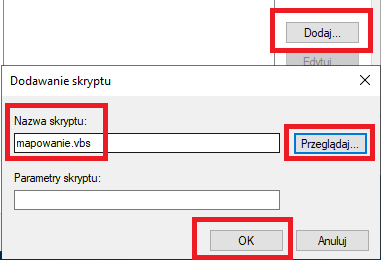 Dodaj...
Edytuj...
Dodawanie skryptu
Nazwa skryptu:
mapowanie.vbs
Przeglądaj...
Parametry skryptu:
OK
Anuluj